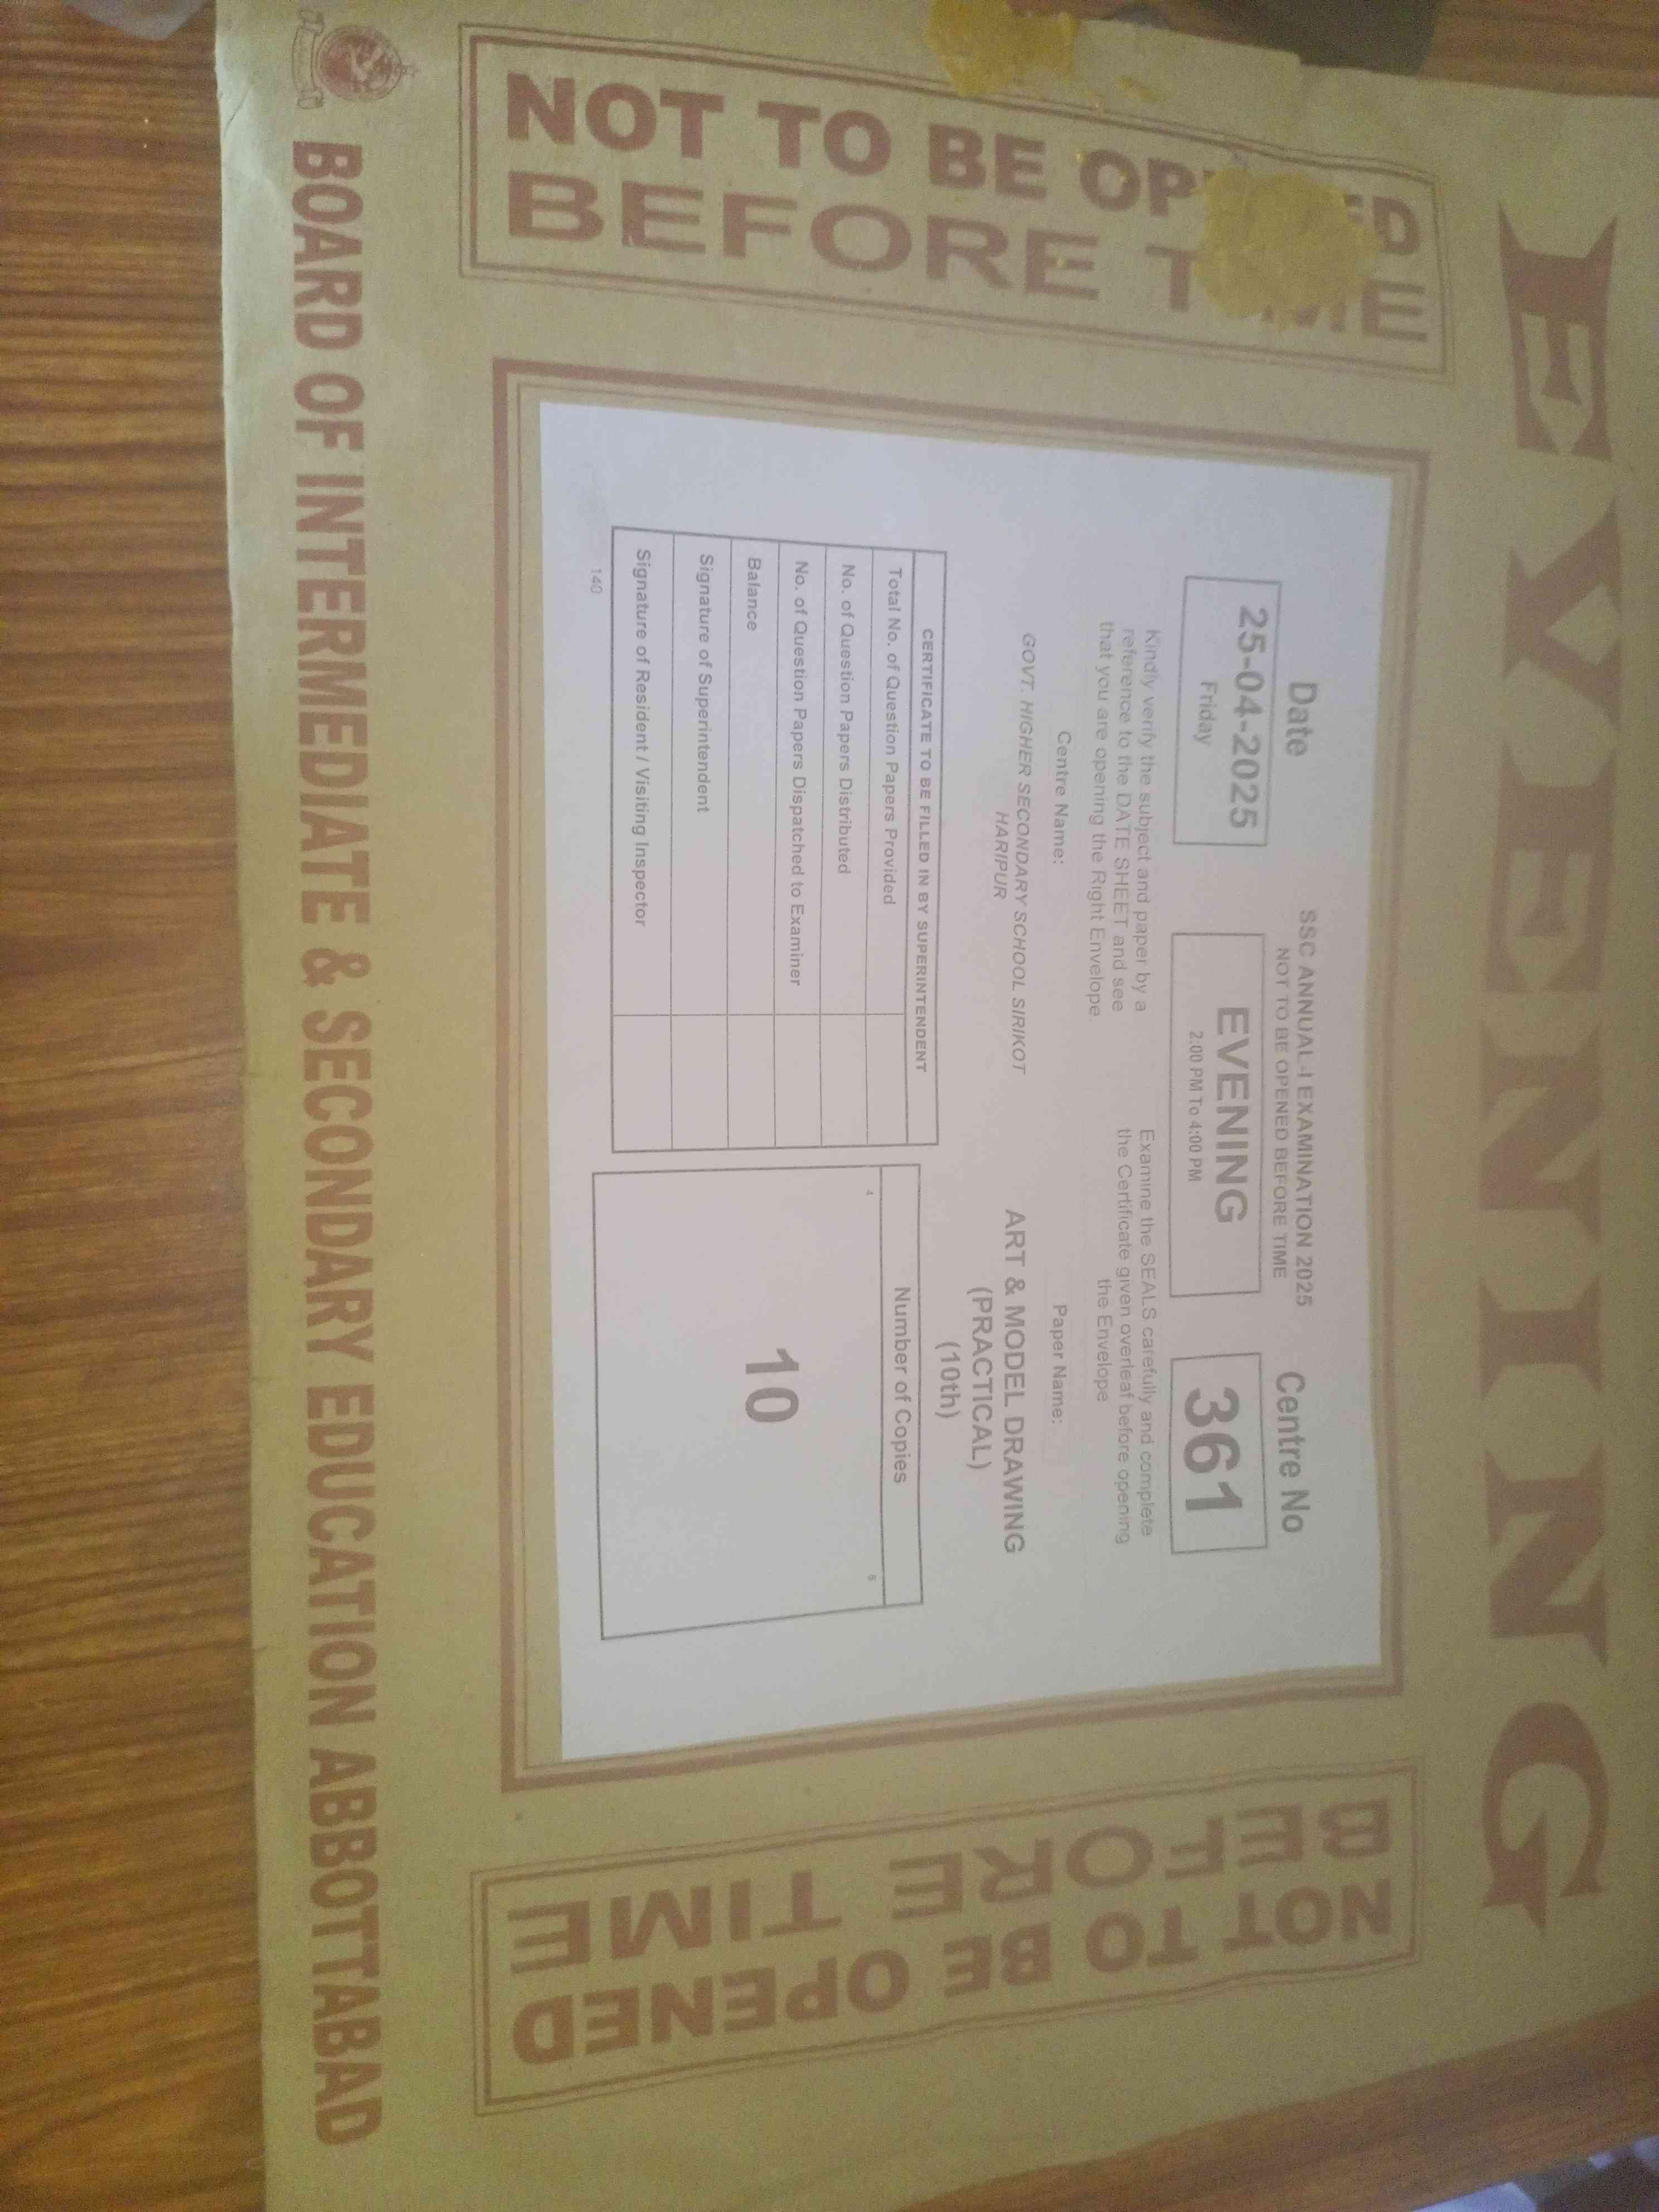 EVENING
NOT TO BE OPENED
BEFORE TIME
Date
25-04-2025
Friday
SSC ANNUAL-I EXAMINATION 2025
NOT TO BE OPENED BEFORE TIME
EVENING
2:00 PM To 4:00 PM
Centre No
361
Kindly verify the subject and paper by a
reference to the DATE SHEET and see
that you are opening the Right Envelope.
Examine the SEALS carefully and complete
the Certificate given overleaf before opening
the Envelope
Centre Name:
GOVT. HIGHER SECONDARY SCHOOL SIRIKOT
HARIPUR
Paper Name:
ART & MODEL DRAWING
(PRACTICAL)
(10th)
CERTIFICATE TO BE FILLED IN BY SUPERINTENDENT
Total No. of Question Papers Provided
No. of Question Papers Distributed
No. of Question Papers Dispatched to Examiner
Balance
Signature of Superintendent
Signature of Resident / Visiting Inspector
140
Number of Copies
10
NOT TO BE OPENED
BEFORE TIME
BOARD OF INTERMEDIATE & SECONDARY EDUCATION ABBOTTABAD